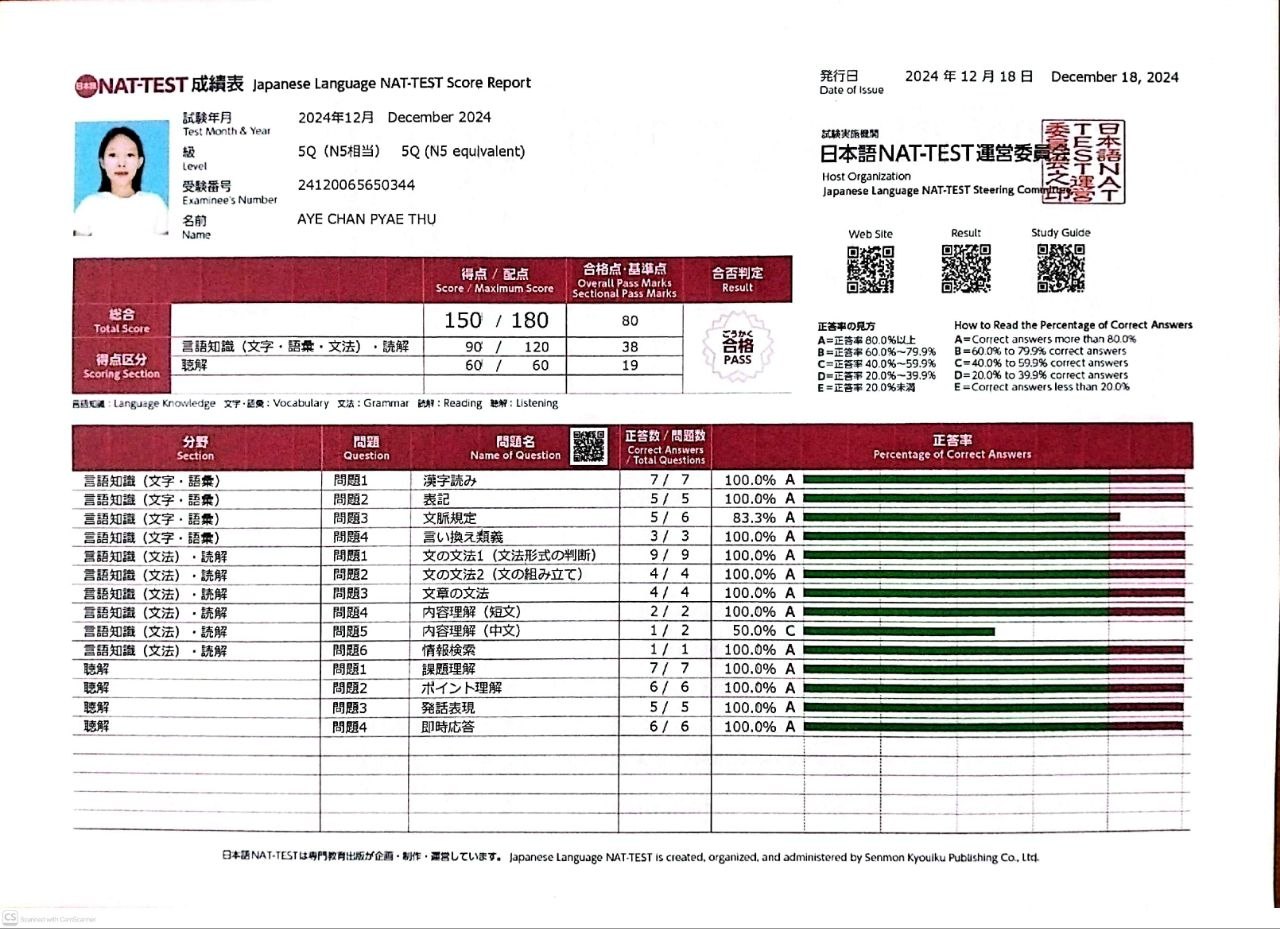 日本語 NAT-TEST 成績表 Japanese Language NAT-TEST Score Report
発行日 2024 年 12 月 18 日 December 18, 2024
Date of Issue
試験年月 2024年12月 December 2024
Test Month & Year
級 5Q（N5相当） 5Q (N5 equivalent)
Level
受験番号 24120065650344
Examinee's Number
名前 AYE CHAN PYAE THU
Name
試験実施機関
日本語NAT-TEST 運営委員会
Host Organization
Japanese Language NAT-TEST Steering Committee
日本語NAT
TEST運営
委員会之印
Web Site Result Study Guide
得点 / 配点 合格点・基準点 合否判定
Score / Maximum Score Overall Pass Marks Result
Sectional Pass Marks
総合 150 / 180 80
Total Score
得点区分 言語知識（文字・語彙・文法）・読解 90 / 120 38
Scoring Section 聴解 60 / 60 19
ごうかく
合格
PASS
言語知識：Language Knowledge 文字・語彙：Vocabulary 文法：Grammar 読解：Reading 聴解：Listening
正答率の見方 How to Read the Percentage of Correct Answers
A＝正答率 80.0%以上 A＝Correct answers more than 80.0%
B＝正答率 60.0%～79.9% B＝60.0% to 79.9% correct answers
C＝正答率 40.0%～59.9% C＝40.0% to 59.9% correct answers
D＝正答率 20.0%～39.9% D＝20.0% to 39.9% correct answers
E＝正答率 20.0%未満 E＝Correct answers less than 20.0%
分野 問題 問題名 正答数 / 問題数 正答率
Section Question Name of Question Correct Answers / Total Questions Percentage of Correct Answers
言語知識（文字・語彙） 問題1 漢字読み 7 / 7 100.0% A
言語知識（文字・語彙） 問題2 表記 5 / 5 100.0% A
言語知識（文字・語彙） 問題3 文脈規定 5 / 6 83.3% A
言語知識（文字・語彙） 問題4 言い換え類義 3 / 3 100.0% A
言語知識（文法）・読解 問題1 文の文法1（文法形式の判断） 9 / 9 100.0% A
言語知識（文法）・読解 問題2 文の文法2（文の組み立て） 4 / 4 100.0% A
言語知識（文法）・読解 問題3 文章の文法 4 / 4 100.0% A
言語知識（文法）・読解 問題4 内容理解（短文） 2 / 2 100.0% A
言語知識（文法）・読解 問題5 内容理解（中文） 1 / 2 50.0% C
言語知識（文法）・読解 問題6 情報検索 1 / 1 100.0% A
聴解 問題1 課題理解 7 / 7 100.0% A
聴解 問題2 ポイント理解 6 / 6 100.0% A
聴解 問題3 発話表現 5 / 5 100.0% A
聴解 問題4 即時応答 6 / 6 100.0% A
日本語NAT-TESTは専門教育出版が企画・制作・運営しています。 Japanese Language NAT-TEST is created, organized, and administered by Senmon Kyouiku Publishing Co., Ltd.
CS Scanned with CamScanner